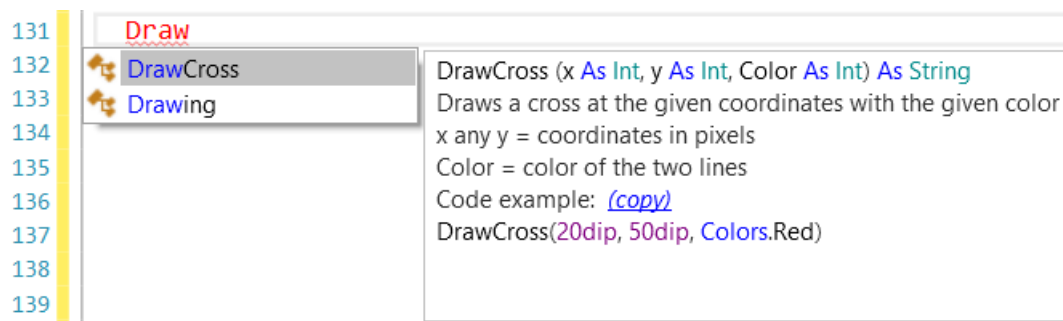 131 Draw
132 DrawCross
133 Drawing
134
135
136
137
138
139
DrawCross (x As Int, y As Int, Color As Int) As String
Draws a cross at the given coordinates with the given color
x any y = coordinates in pixels
Color = color of the two lines
Code example: (copy)
DrawCross(20dip, 50dip, Colors.Red)